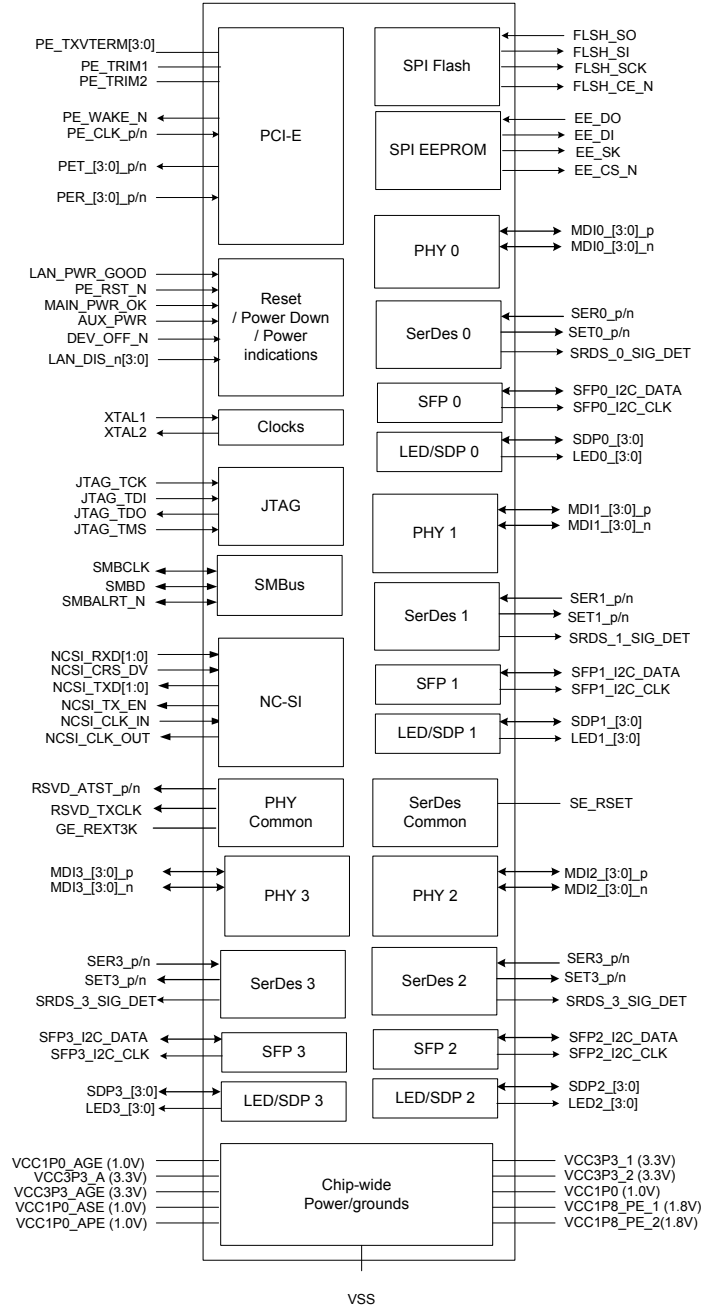 PE_TXVTERM[3:0]
PE_TRIM1
PE_TRIM2
PE_WAKE_N
PE_CLK_p/n
PET_[3:0]_p/n
PER_[3:0]_p/n
PCI-E
LAN_PWR_GOOD
PE_RST_N
MAIN_PWR_OK
AUX_PWR
DEV_OFF_N
LAN_DIS_n[3:0]
Reset
/ Power Down
/ Power
indications
XTAL1
XTAL2
Clocks
JTAG_TCK
JTAG_TDI
JTAG_TDO
JTAG_TMS
JTAG
SMBCLK
SMBD
SMBALRT_N
SMBus
NCSI_RXD[1:0]
NCSI_CRS_DV
NCSI_TXD[1:0]
NCSI_TX_EN
NCSI_CLK_IN
NCSI_CLK_OUT
NC-SI
RSVD_ATST_p/n
RSVD_TXCLK
GE_REXT3K
PHY
Common
MDI3_[3:0]_p
MDI3_[3:0]_n
PHY 3
SER3_p/n
SET3_p/n
SRDS_3_SIG_DET
SerDes 3
SFP3_I2C_DATA
SFP3_I2C_CLK
SFP 3
SDP3_[3:0]
LED3_[3:0]
LED/SDP 3
SPI Flash
FLSH_SO
FLSH_SI
FLSH_SCK
FLSH_CE_N
SPI EEPROM
EE_DO
EE_DI
EE_SK
EE_CS_N
PHY 0
MDI0_[3:0]_p
MDI0_[3:0]_n
SerDes 0
SER0_p/n
SET0_p/n
SRDS_0_SIG_DET
SFP 0
SFP0_I2C_DATA
SFP0_I2C_CLK
LED/SDP 0
SDP0_[3:0]
LED0_[3:0]
PHY 1
MDI1_[3:0]_p
MDI1_[3:0]_n
SerDes 1
SER1_p/n
SET1_p/n
SRDS_1_SIG_DET
SFP 1
SFP1_I2C_DATA
SFP1_I2C_CLK
LED/SDP 1
SDP1_[3:0]
LED1_[3:0]
SerDes
Common
SE_RSET
PHY 2
MDI2_[3:0]_p
MDI2_[3:0]_n
SerDes 2
SER3_p/n
SET3_p/n
SRDS_3_SIG_DET
SFP 2
SFP2_I2C_DATA
SFP2_I2C_CLK
LED/SDP 2
SDP2_[3:0]
LED2_[3:0]
VCC1P0_AGE (1.0V)
VCC3P3_A (3.3V)
VCC3P3_AGE (3.3V)
VCC1P0_ASE (1.0V)
VCC1P0_APE (1.0V)
Chip-wide
Power/grounds
VCC3P3_1 (3.3V)
VCC3P3_2 (3.3V)
VCC1P0 (1.0V)
VCC1P8_PE_1 (1.8V)
VCC1P8_PE_2(1.8V)
VSS